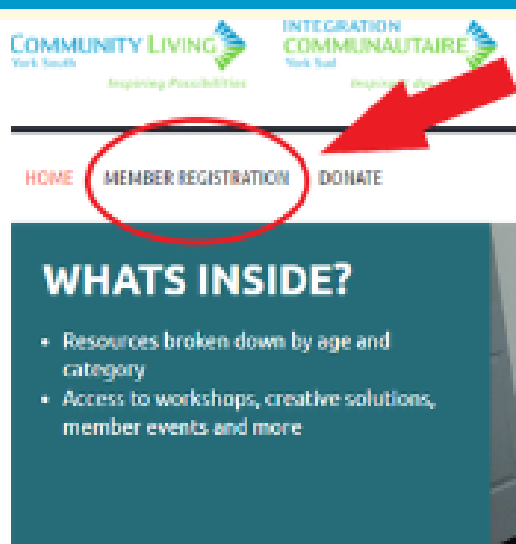 COMMUNITY LIVING
York South
Inspiring Possibilities
INTEGRATION
COMMUNAUTAIRE
York Sud
HOME
MEMBER REGISTRATION
DONATE
WHATS INSIDE?
• Resources broken down by age and
category
• Access to workshops, creative solutions,
member events and more